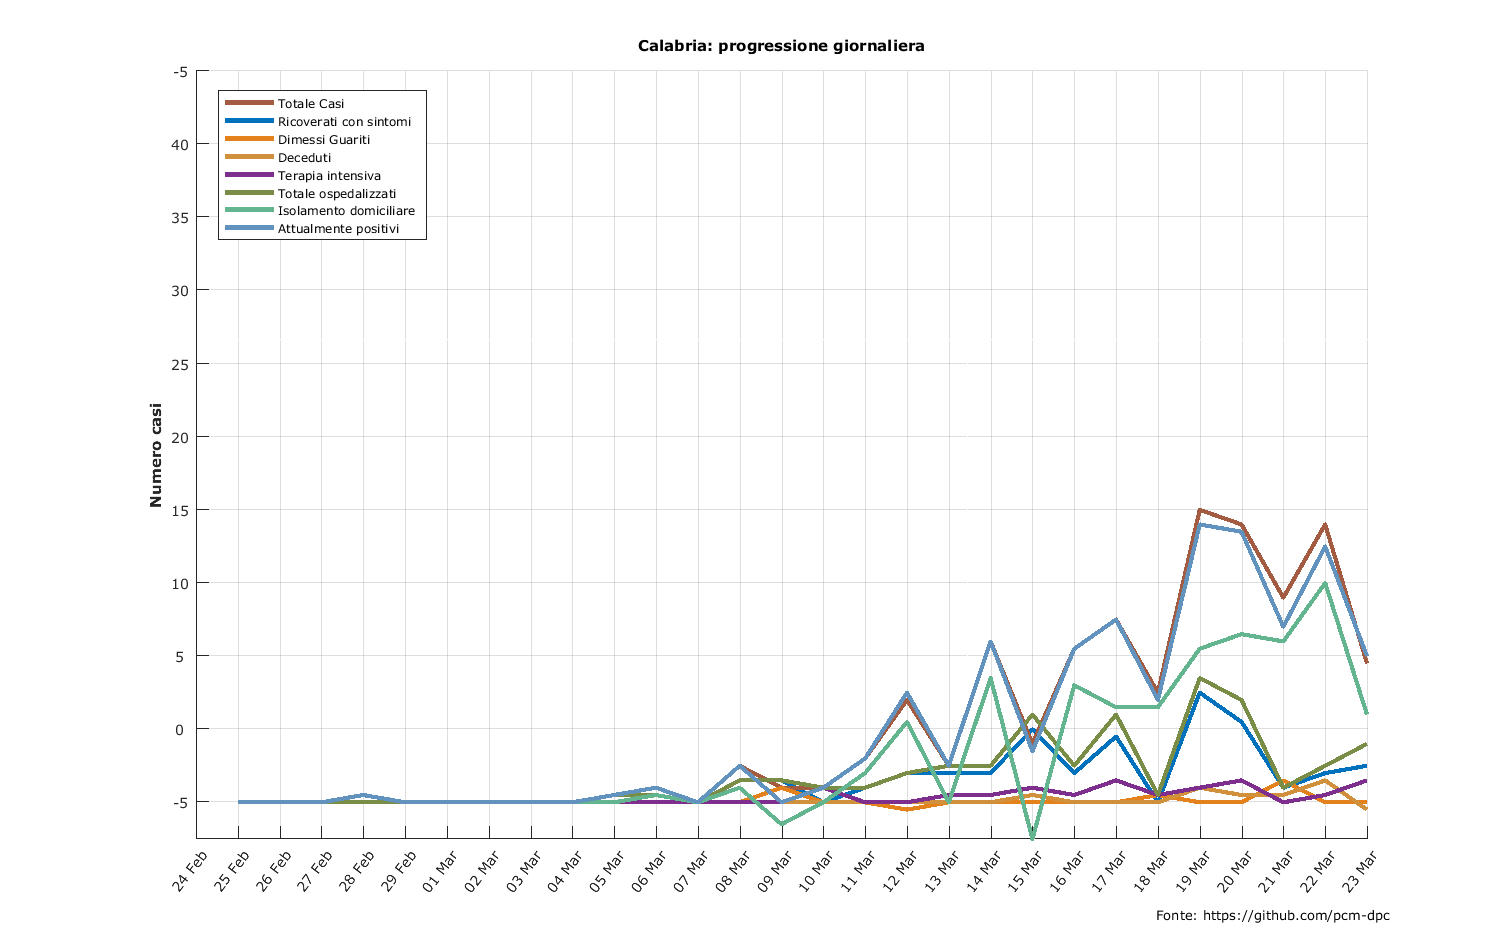 Calabria: progressione giornaliera
-5
40
35
30
25
20
15
10
5
0
-5
Numero casi
Totale Casi
Ricoverati con sintomi
Dimessi Guariti
Deceduti
Terapia intensiva
Totale ospedalizzati
Isolamento domiciliare
Attualmente positivi
24 Feb
25 Feb
26 Feb
27 Feb
28 Feb
29 Feb
01 Mar
02 Mar
03 Mar
04 Mar
05 Mar
06 Mar
07 Mar
08 Mar
09 Mar
10 Mar
11 Mar
12 Mar
13 Mar
14 Mar
15 Mar
16 Mar
17 Mar
18 Mar
19 Mar
20 Mar
21 Mar
22 Mar
23 Mar
Fonte: https://github.com/pcm-dpc